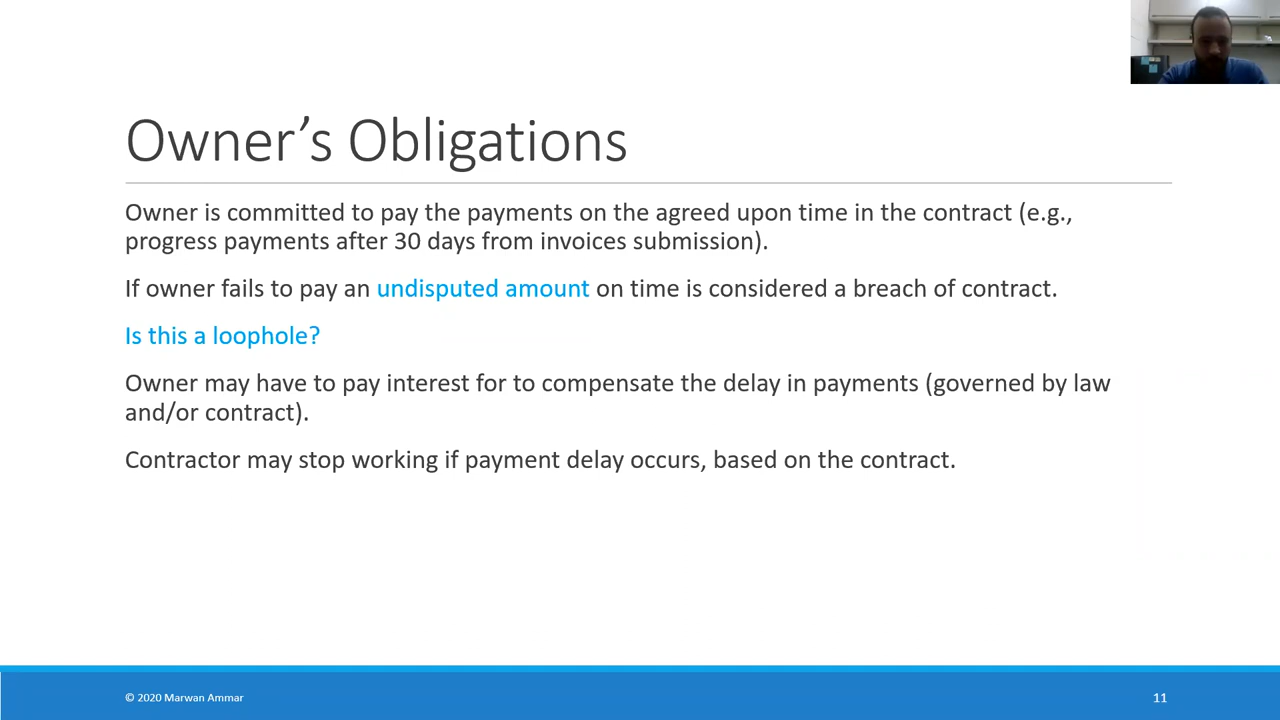 Owner’s Obligations
Owner is committed to pay the payments on the agreed upon time in the contract (e.g.,
progress payments after 30 days from invoices submission).
If owner fails to pay an undisputed amount on time is considered a breach of contract.
Is this a loophole?
Owner may have to pay interest for to compensate the delay in payments (governed by law
and/or contract).
Contractor may stop working if payment delay occurs, based on the contract.
© 2020 Marwan Ammar
11